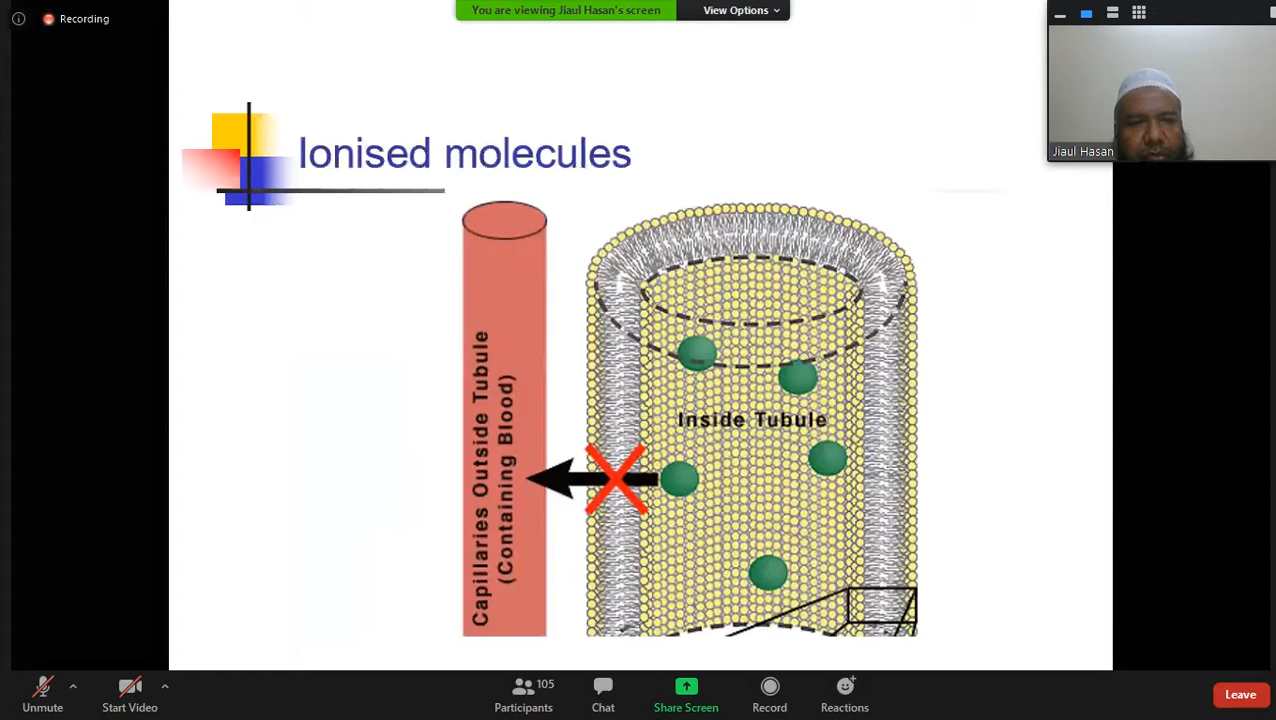 Recording
You are viewing Jiaul Hasan's screen
View Options
Jiaul Hasan
Ionised molecules
Capillaries Outside Tubule
(Containing Blood)
Inside Tubule
Unmute
Start Video
105
Participants
Chat
Share Screen
Record
Reactions
Leave